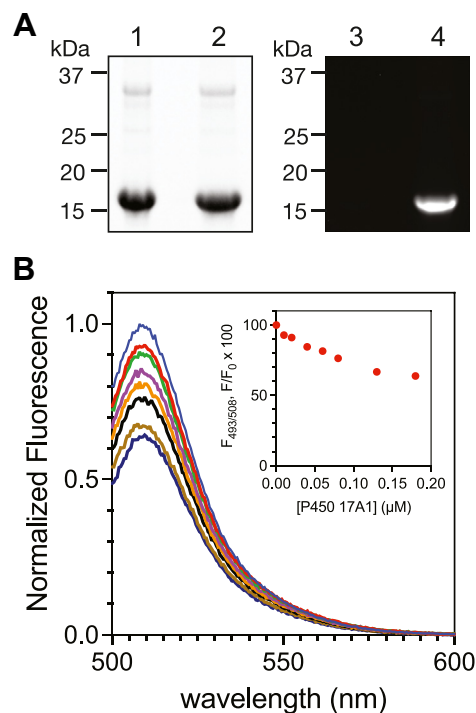 A
kDa 1 2 kDa 3 4
37 37
25 25
20 20
15 15
B
Normalized Fluorescence
1.0
0.5
0.0
500 550 600
wavelength (nm)
F493/508, F/F0 x 100
100
50
0
0.00 0.05 0.10 0.15 0.20
[P450 17A1] (µM)